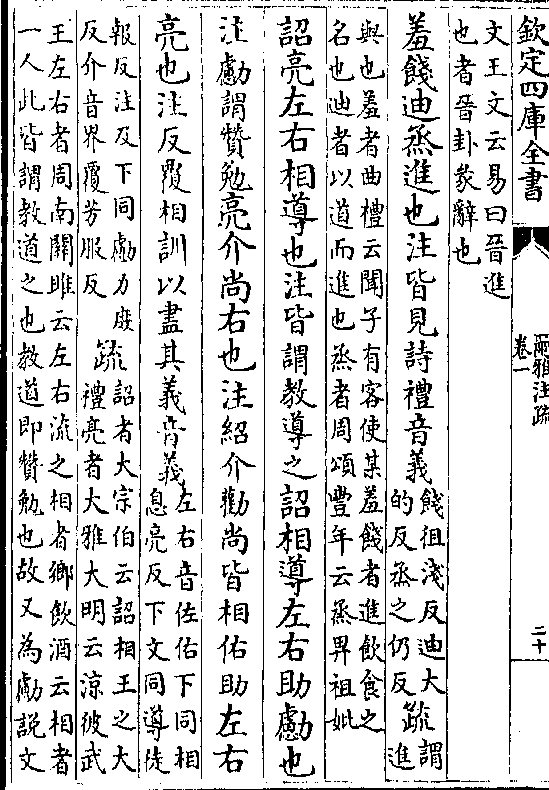 欽定四庫全書
爾雅注疏
卷一
二十
文王文云易曰晉進
也者晉卦彖辭也
羞餞迪烝進也注皆見詩禮音義
餞徂淺反迪大
的反烝之仍反
疏
謂
進
與也羞者曲禮云聞子有客使某羞餞者進飲食之
名也迪者以道而進也烝者周頌豐年云烝畀祖妣
詔亮左右相導也注皆謂教導之詔相導左右助勴也
注勴謂贊勉亮介尚右也注紹介勸尚皆相佑助左右
亮也注反覆相訓以盡其義音義
左右音佐佑下同相
息亮反下文同導徒
報反注及下同勴力庶
反介音界覆芳服反
疏
詔者大宗伯云詔相王之大
禮亮者大雅大明云涼彼武
王左右者周南關雎云左右流之相者鄉飲酒云相者
一人此皆謂教道之也教道即贊勉也故又為勴説文